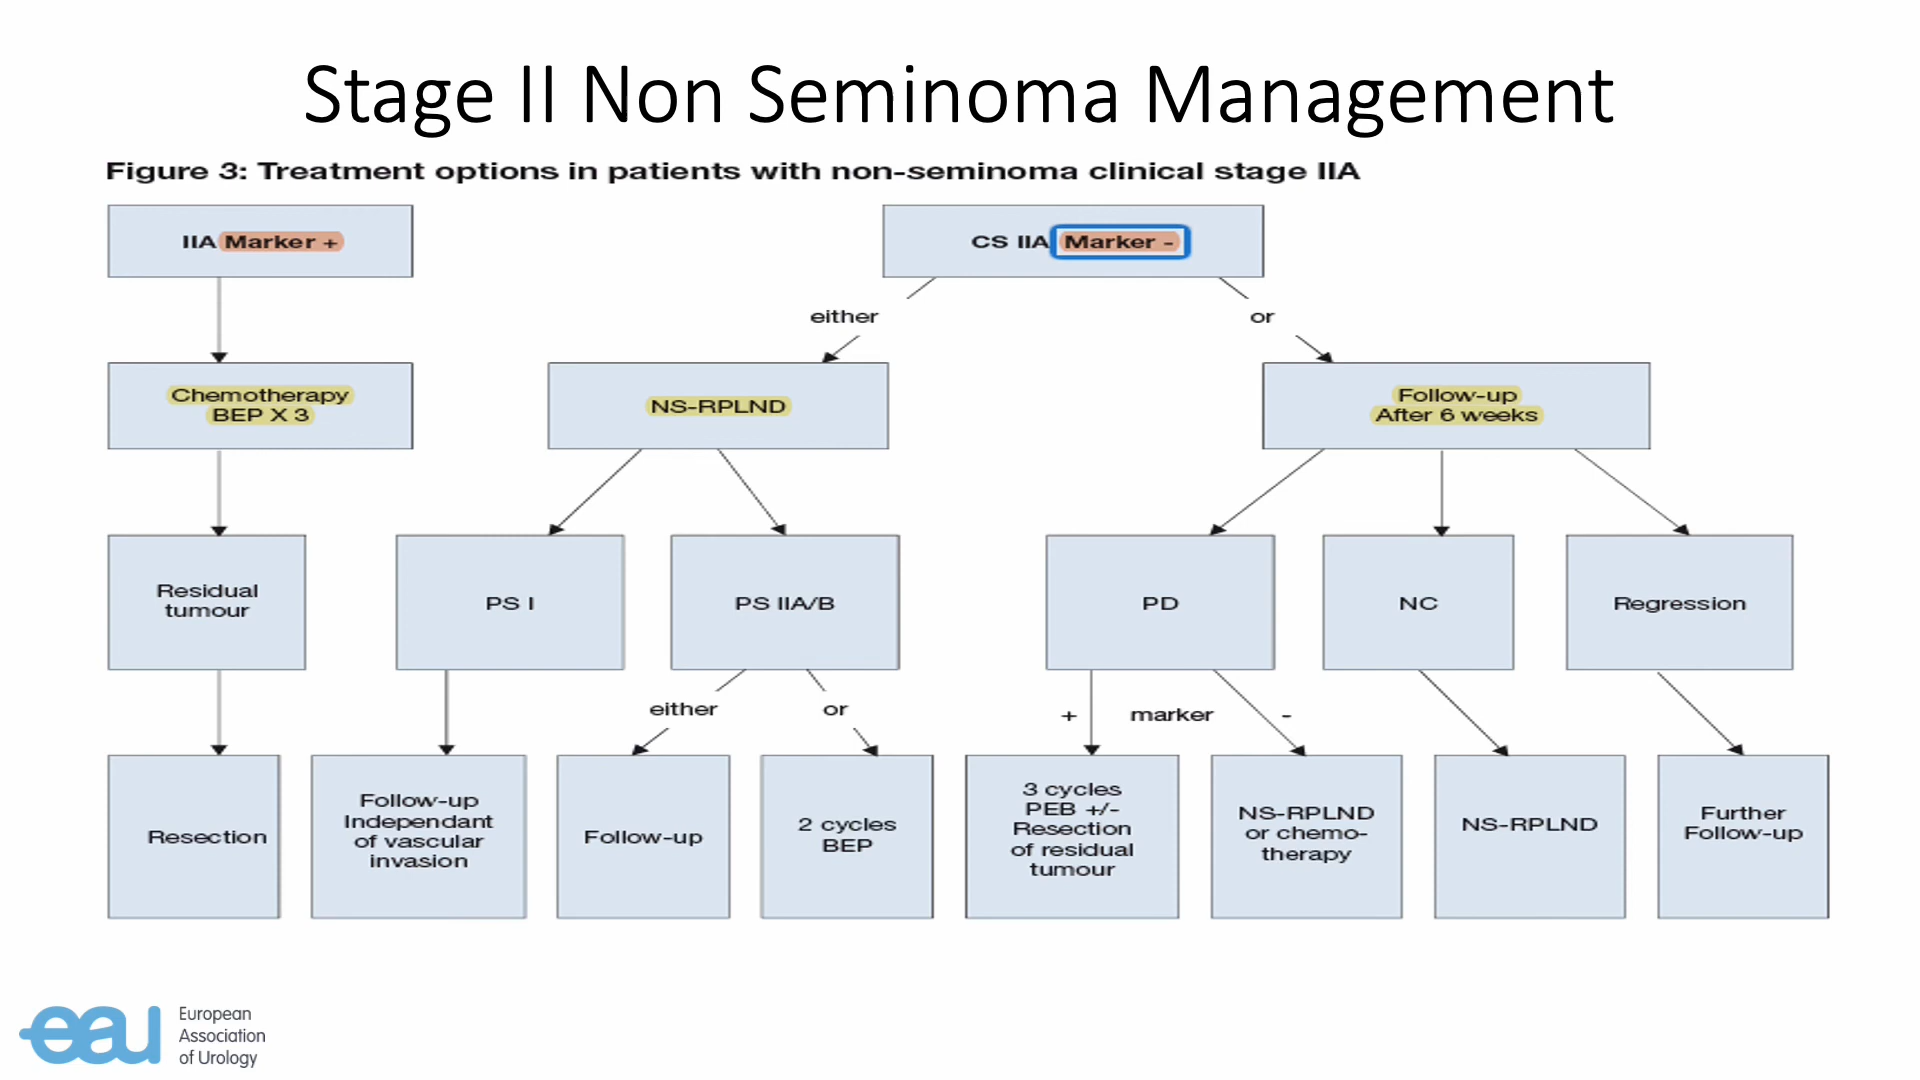 Stage II Non Seminoma Management
Figure 3: Treatment options in patients with non-seminoma clinical stage IIA
IIA Marker +
CS IIA Marker -
either
or
Chemotherapy
BEP X 3
NS-RPLND
Follow-up
After 6 weeks
Residual
tumour
PS I
PS IIA/B
PD
NC
Regression
either
or
+
marker
-
Resection
Follow-up
Independant
of vascular
invasion
Follow-up
2 cycles
BEP
3 cycles
PEB +/-
Resection
of residual
tumour
NS-RPLND
or chemo-
therapy
NS-RPLND
Further
Follow-up
eau
European
Association
of Urology